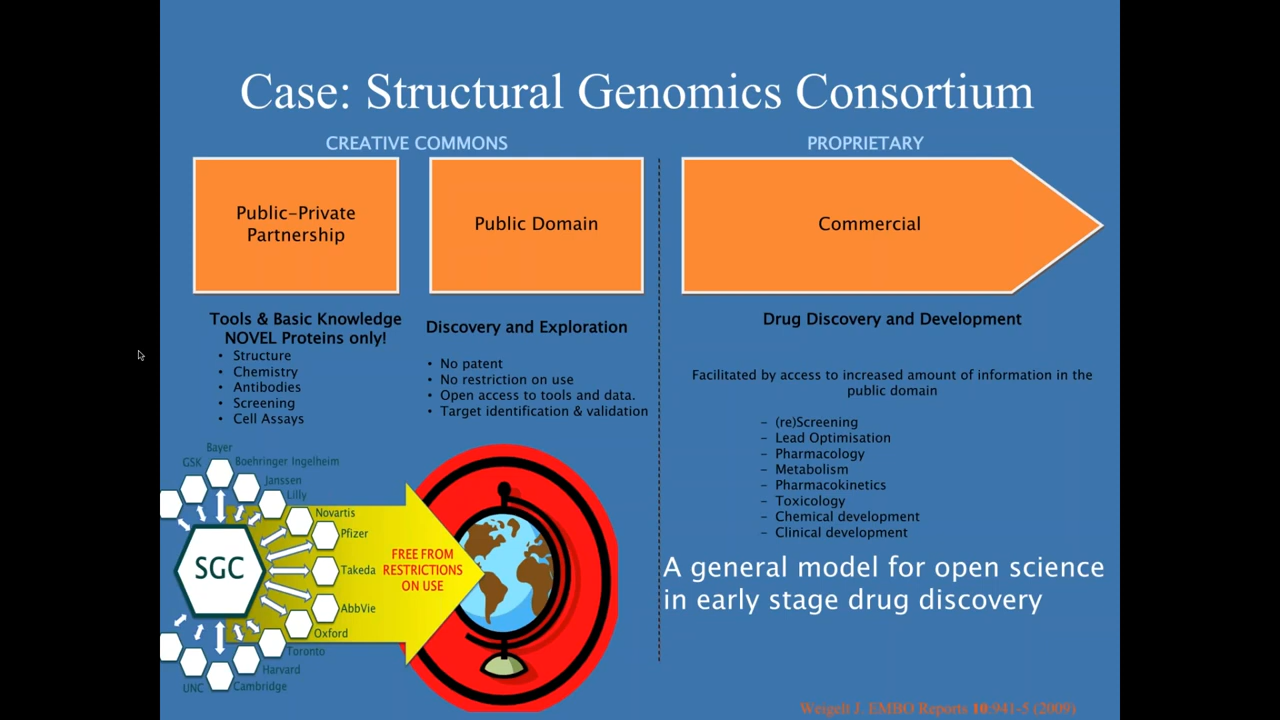 Case: Structural Genomics Consortium
CREATIVE COMMONS
PROPRIETARY
Public-Private
Partnership
Public Domain
Commercial
Tools & Basic Knowledge
NOVEL Proteins only!
• Structure
• Chemistry
• Antibodies
• Screening
• Cell Assays
Discovery and Exploration
• No patent
• No restriction on use
• Open access to tools and data.
• Target identification & validation
Drug Discovery and Development
Facilitated by access to increased amount of information in the
public domain
– (re)Screening
– Lead Optimisation
– Pharmacology
– Metabolism
– Pharmacokinetics
– Toxicology
– Chemical development
– Clinical development
Bayer
GSK
Boehringer Ingelheim
Janssen
Lilly
Novartis
Pfizer
Takeda
AbbVie
Oxford
Toronto
Harvard
Cambridge
UNC
SGC
FREE FROM
RESTRICTIONS
ON USE
A general model for open science
in early stage drug discovery
Weigelt J. EMBO Reports 10:941-5 (2009)